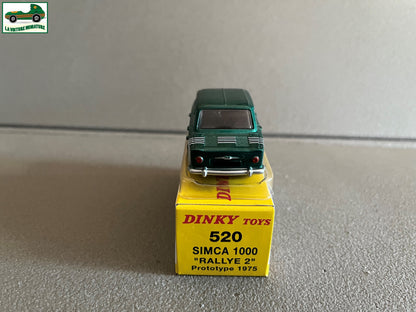 LA VOITURE MINIATURE
DINKY TOYS
520
SIMCA 1000
"RALLYE 2"
Prototype 1975